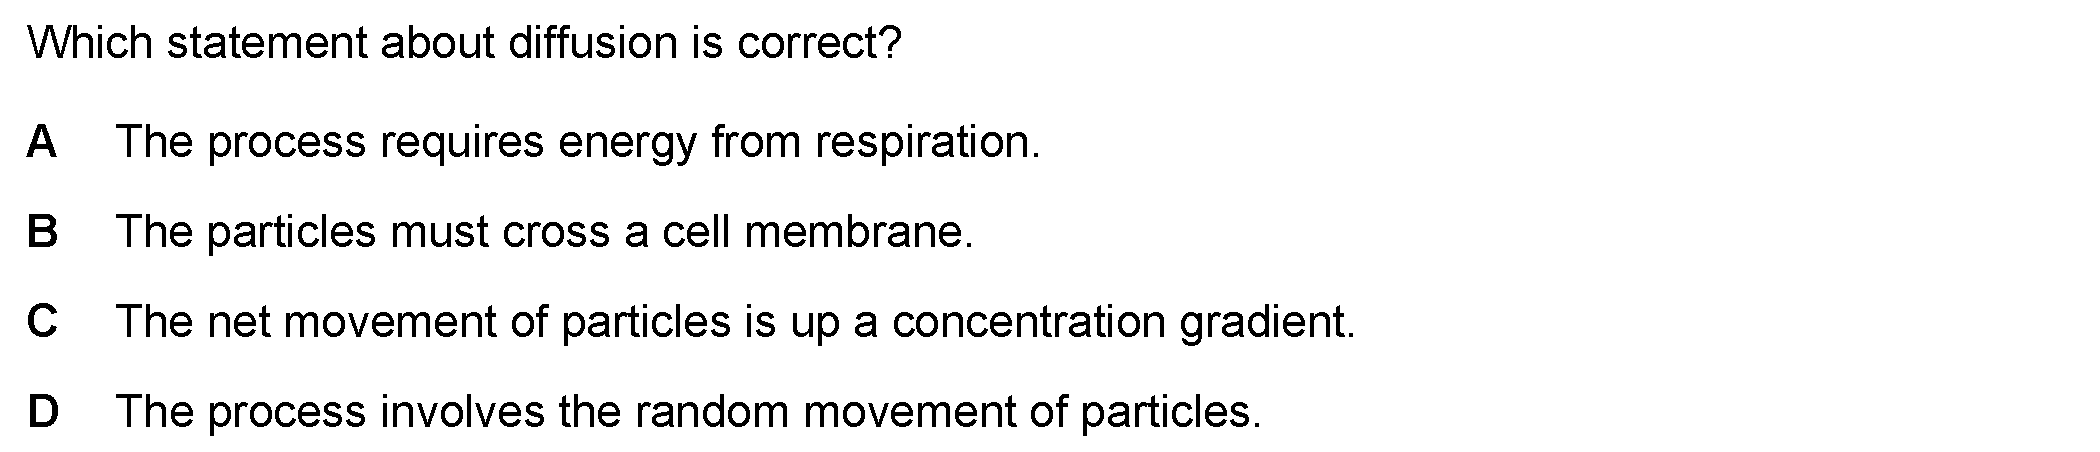 Which statement about diffusion is correct?
A The process requires energy from respiration.
B The particles must cross a cell membrane.
C The net movement of particles is up a concentration gradient.
D The process involves the random movement of particles.